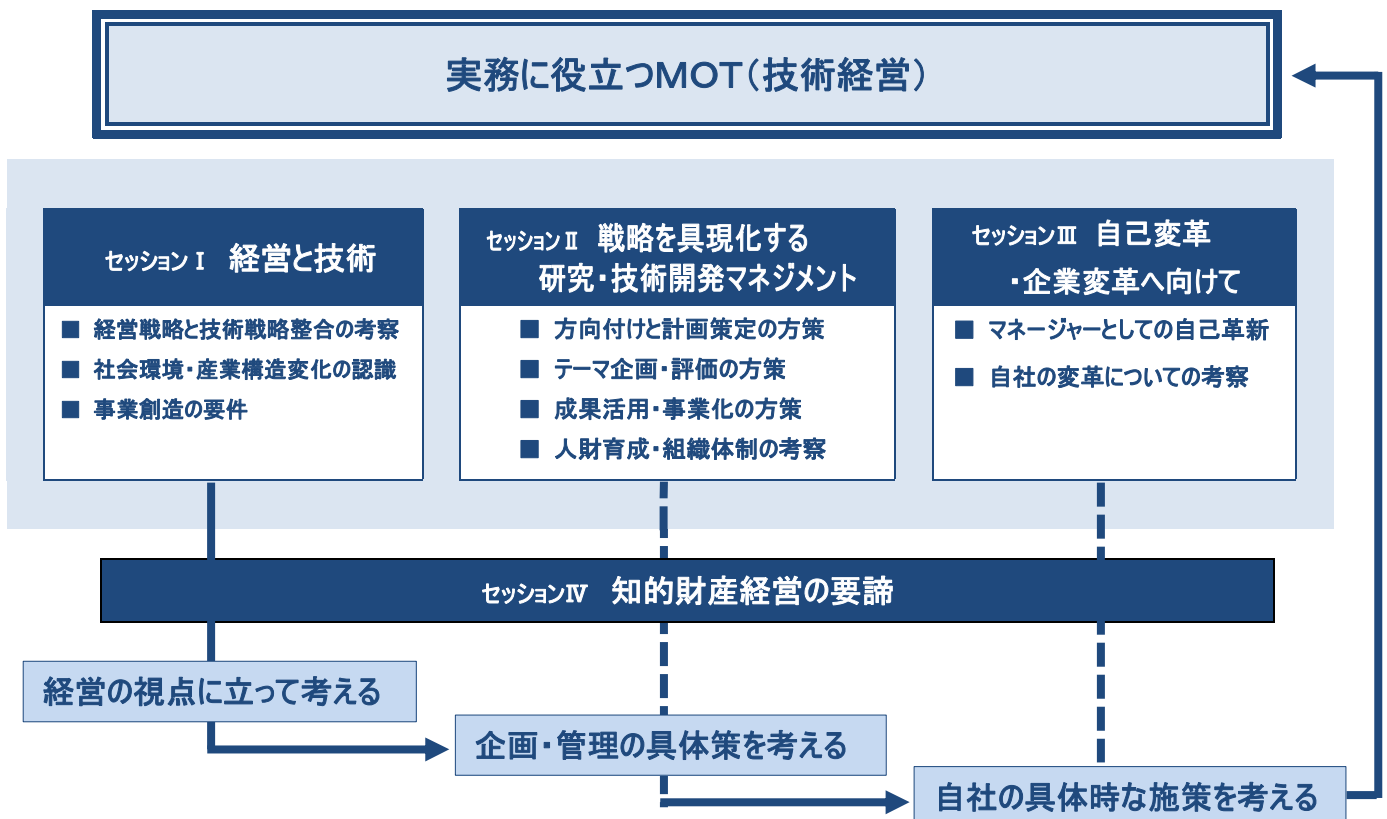 実務に役立つMOT（技術経営）
セッションⅠ 経営と技術
■ 経営戦略と技術戦略整合の考察
■ 社会環境・産業構造変化の認識
■ 事業創造の要件
セッションⅡ 戦略を具現化する
研究・技術開発マネジメント
■ 方向付けと計画策定の方策
■ テーマ企画・評価の方策
■ 成果活用・事業化の方策
■ 人財育成・組織体制の考察
セッションⅢ 自己変革
・企業変革へ向けて
■ マネージャーとしての自己革新
■ 自社の変革についての考察
セッションⅣ 知的財産経営の要諦
経営の視点に立って考える
企画・管理の具体策を考える
自社の具体時な施策を考える